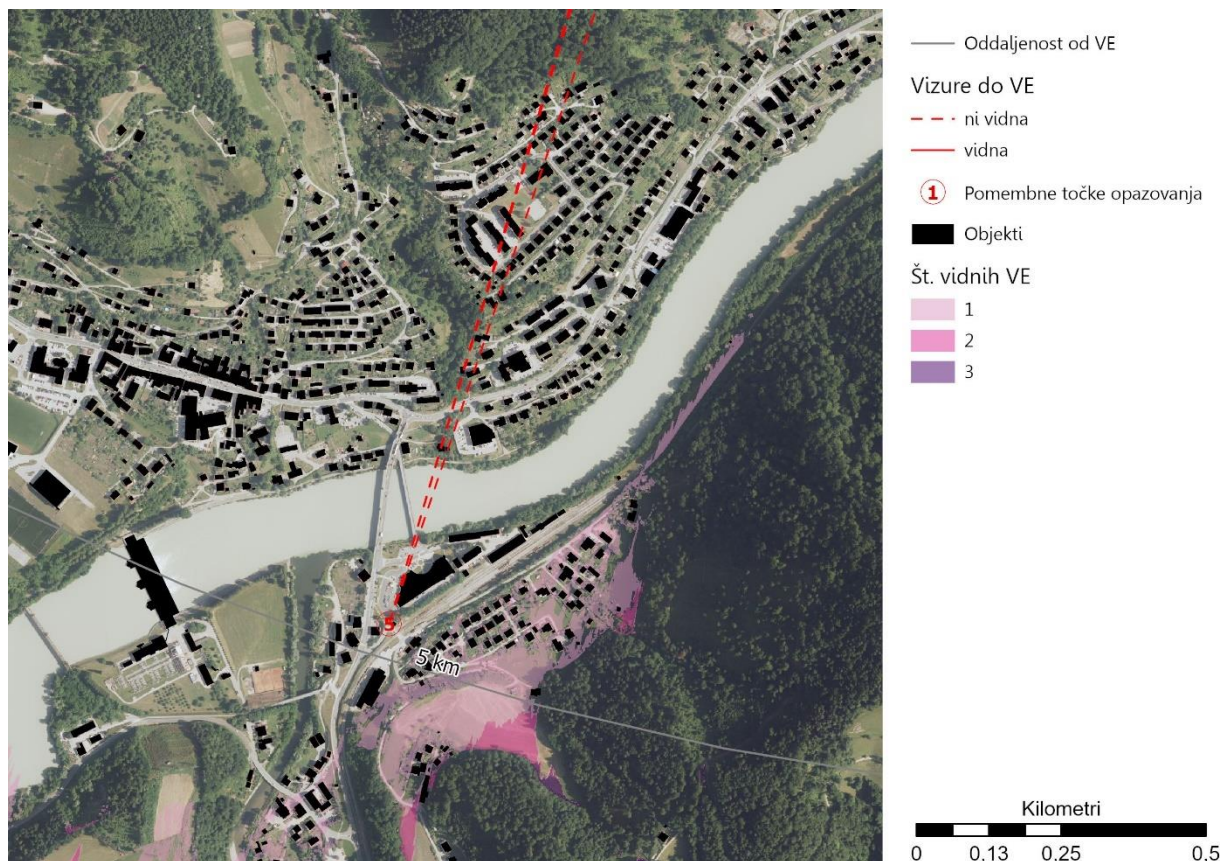 5
5 km
Oddaljenost od VE
Vizure do VE
ni vidna
vidna
1 Pomembne točke opazovanja
Objekti
Št. vidnih VE
1
2
3
Kilometri
0 0.13 0.25 0.5